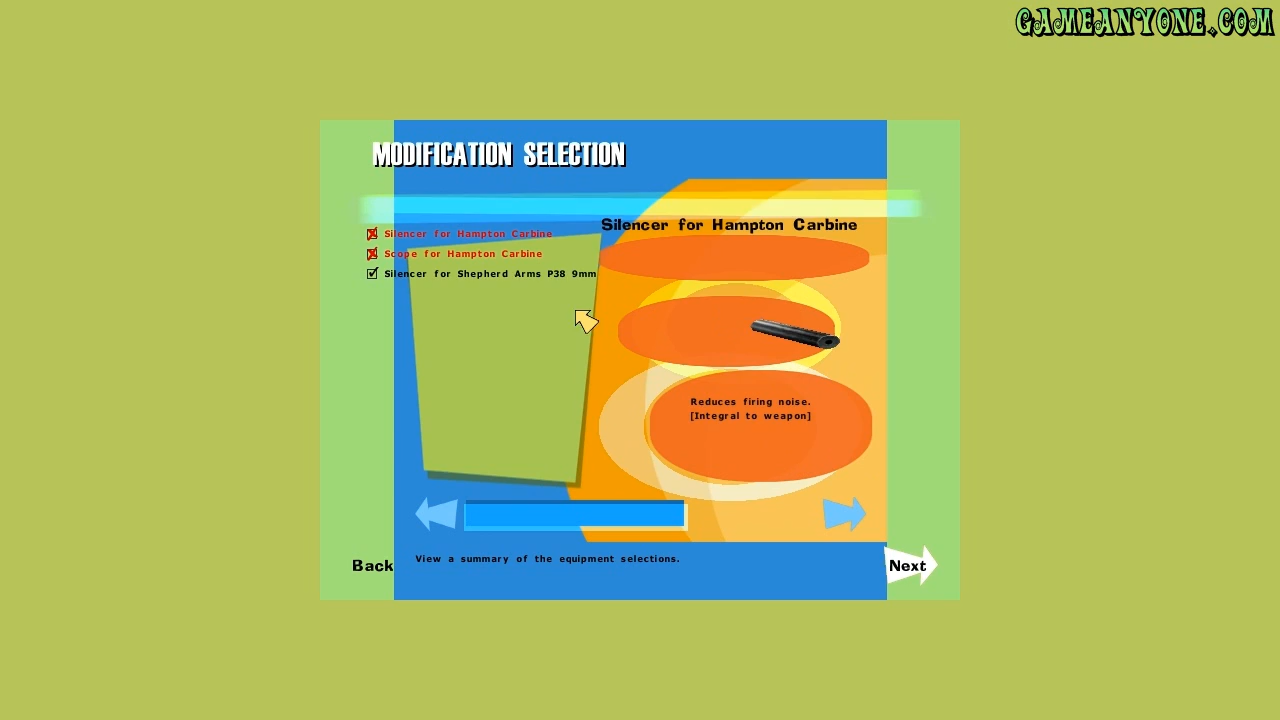 GAMEANYONE.COM
MODIFICATION SELECTION
Silencer for Hampton Carbine
Silencer for Hampton Carbine
Scope for Hampton Carbine
Silencer for Shepherd Arms P38 9mm
Reduces firing noise.
[Integral to weapon]
View a summary of the equipment selections.
Back
Next